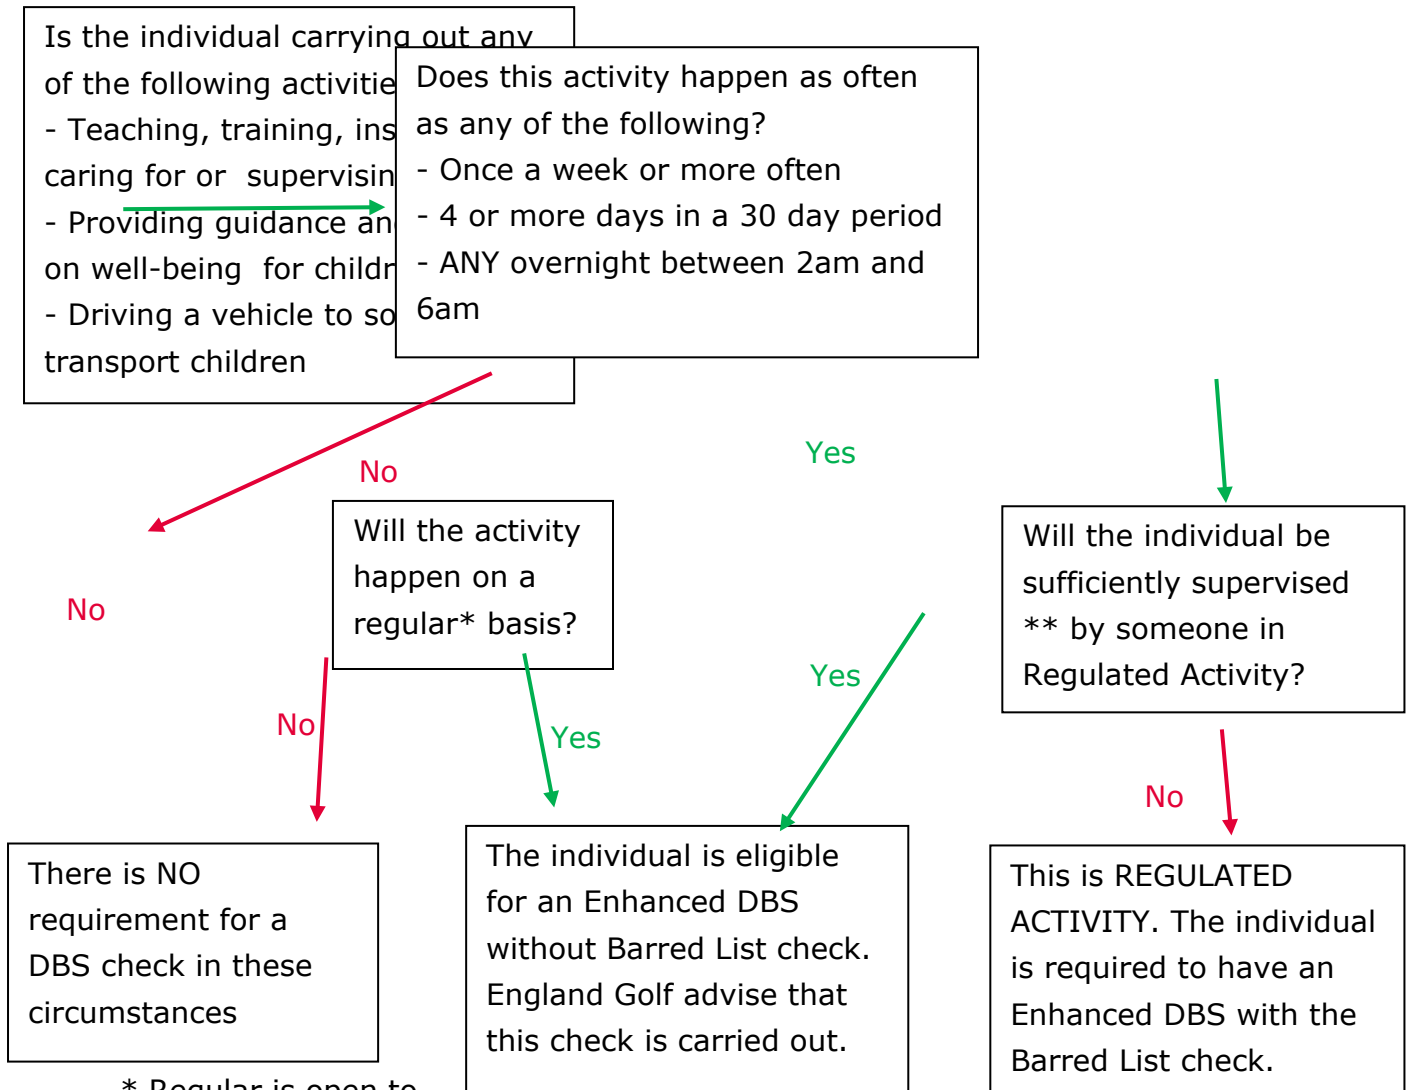 Is the individual carrying out any
of the following activitie
- Teaching, training, ins
caring for or supervisin
- Providing guidance an
on well-being for childr
- Driving a vehicle to so
transport children
Does this activity happen as often
as any of the following?
- Once a week or more often
- 4 or more days in a 30 day period
- ANY overnight between 2am and
6am
No
Yes
Will the activity
happen on a
regular* basis?
Will the individual be
sufficiently supervised
** by someone in
Regulated Activity?
No
Yes
No
Yes
No
There is NO
requirement for a
DBS check in these
circumstances
The individual is eligible
for an Enhanced DBS
without Barred List check.
England Golf advise that
this check is carried out.
This is REGULATED
ACTIVITY. The individual
is required to have an
Enhanced DBS with the
Barred List check.
* Regular is open to